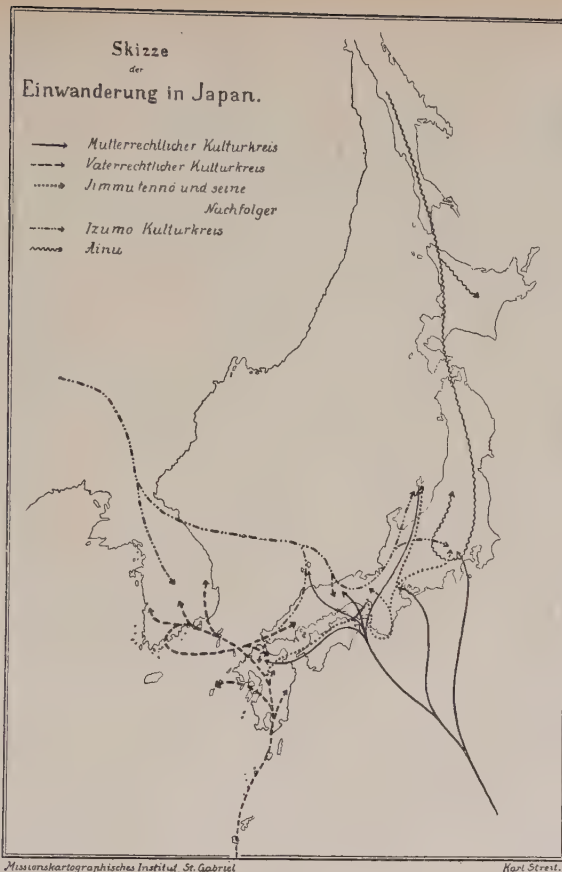 Skizze
der
Einwanderung in Japan.
Mutterrechtlicher Kulturkreis
Vaterrechtlicher Kulturkreis
Jimmu tennó und seine
Nachfolger
Izumo Kulturkreis
Ainu
Missionskartographisches Institut St. Gabriel
Karl Streit.